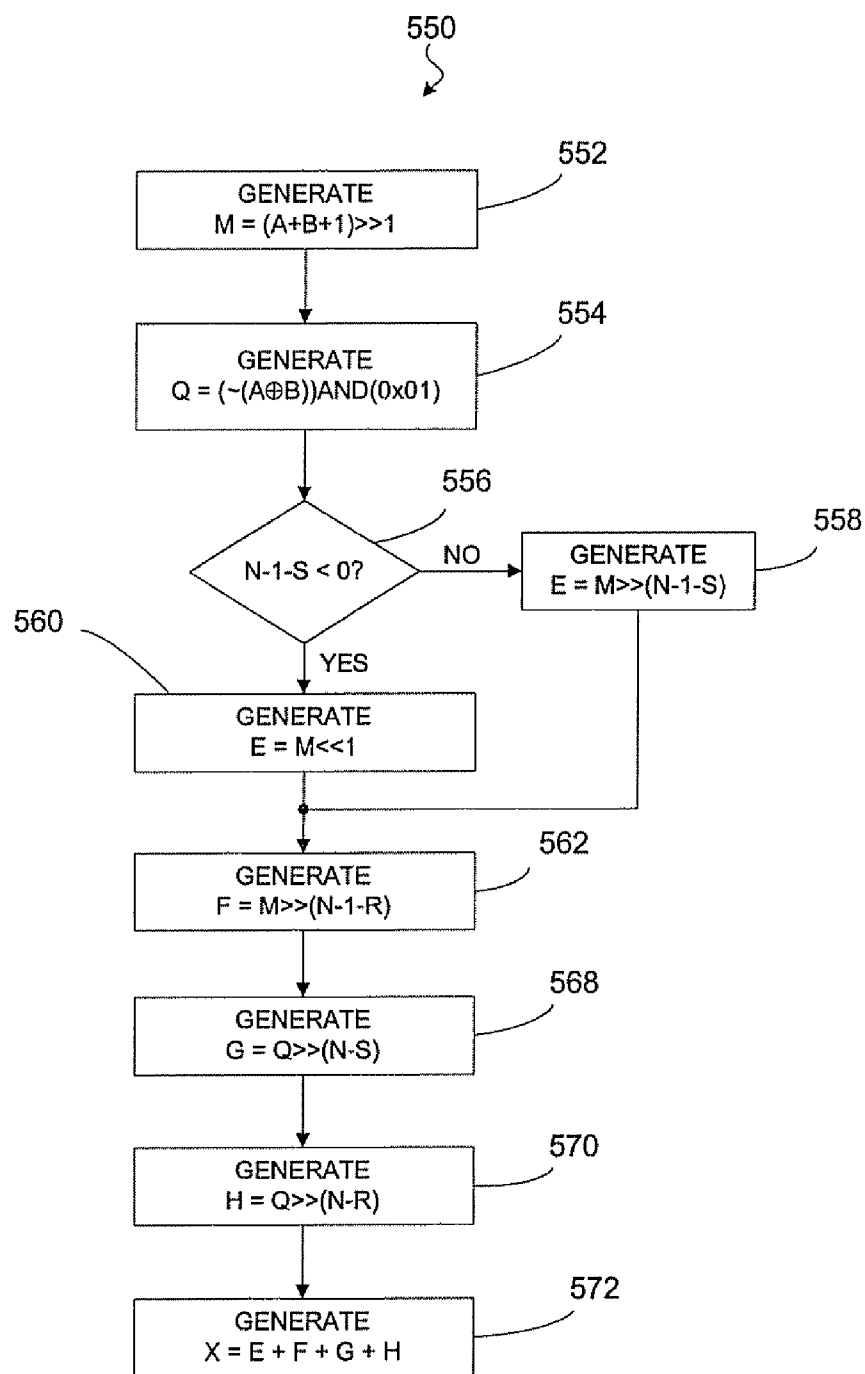 550
552
GENERATE
M = (A+B+1)>>1
554
GENERATE
Q = (~(A⊕B))AND(0x01)
556
N-1-S < 0?
NO
558
GENERATE
E = M>>(N-1-S)
560
YES
GENERATE
E = M<<1
562
GENERATE
F = M>>(N-1-R)
568
GENERATE
G = Q>>(N-S)
570
GENERATE
H = Q>>(N-R)
572
GENERATE
X = E + F + G + H